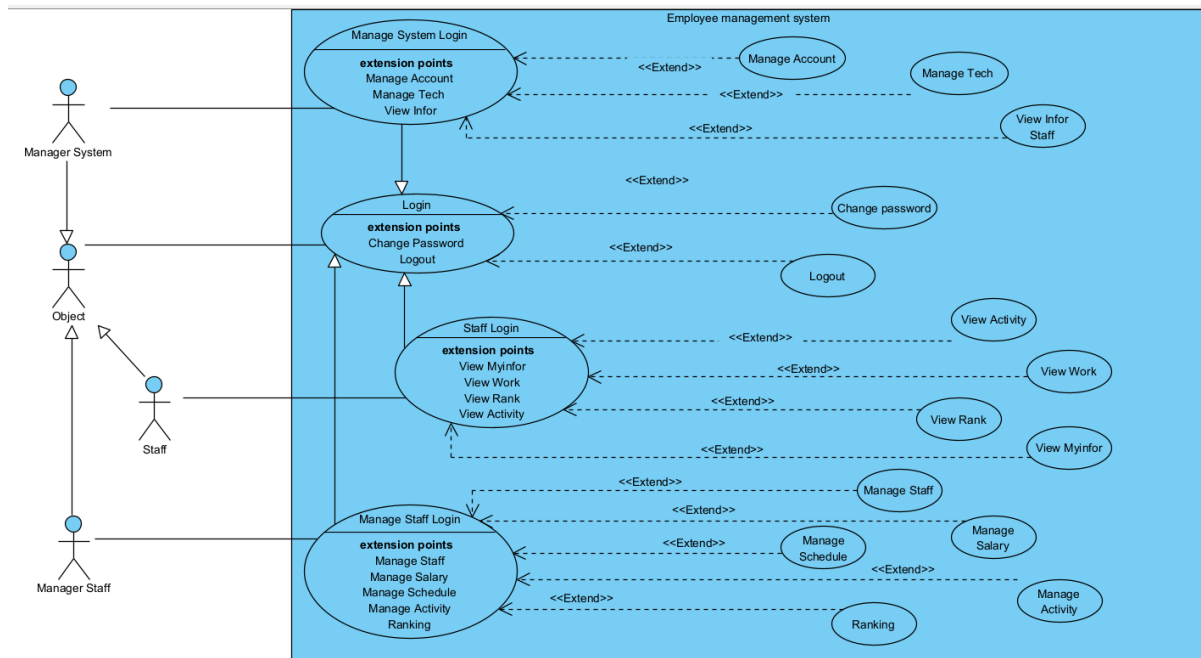 Employee management system
Manage System Login
extension points
Manage Account
Manage Tech
View Infor
<<Extend>>
Manage Account
<<Extend>>
Manage Tech
<<Extend>>
View Infor
Staff
Manager System
<<Extend>>
Login
extension points
Change Password
Logout
Change password
<<Extend>>
Logout
Object
Staff Login
extension points
View Myinfor
View Work
View Rank
View Activity
<<Extend>>
View Activity
<<Extend>>
View Work
<<Extend>>
View Rank
<<Extend>>
View Myinfor
Staff
<<Extend>>
Manage Staff
Manage Staff Login
extension points
Manage Staff
Manage Salary
Manage Schedule
Manage Activity
Ranking
<<Extend>>
Manage
Salary
<<Extend>>
Manage
Schedule
<<Extend>>
Manage
Activity
<<Extend>>
Ranking
Manager Staff